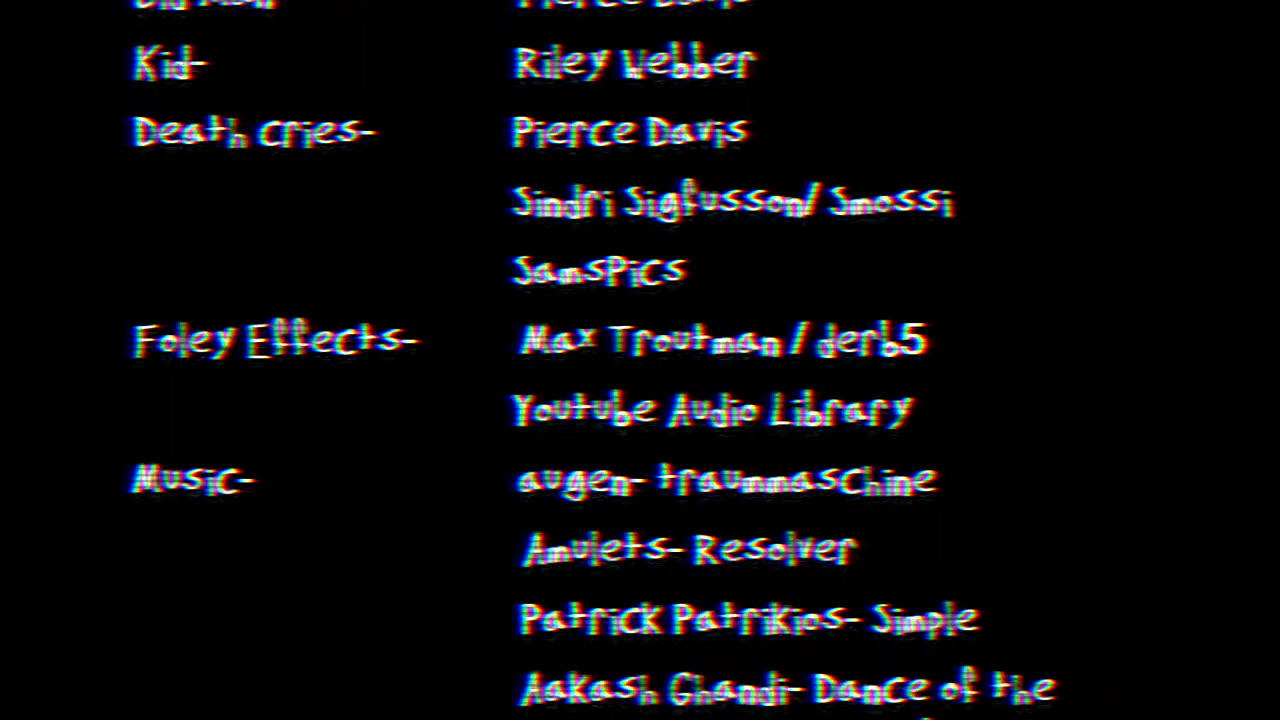 Kid- Riley Webber
Death cries- Pierce Davis
Sindri Sigfusson/ Smossi
SamsPics
Foley Effects- Max Troutman / derb5
Youtube Audio Library
Music- augen- traummaschine
Amulets- Resolver
Patrick Patrikios- Simple
Aakash Ghandi- Dance of the